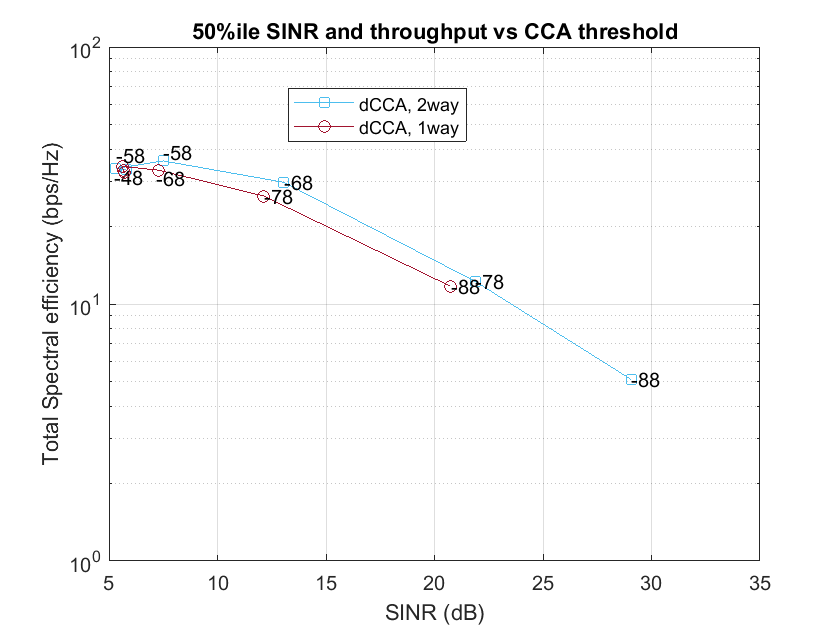 50%ile SINR and throughput vs CCA threshold
10^2
dCCA, 2way
dCCA, 1way
-58
-58
-48
-68
-68
-78
-88
-78
-88
10^1
10^0
Total Spectral efficiency (bps/Hz)
5 10 15 20 25 30 35
SINR (dB)